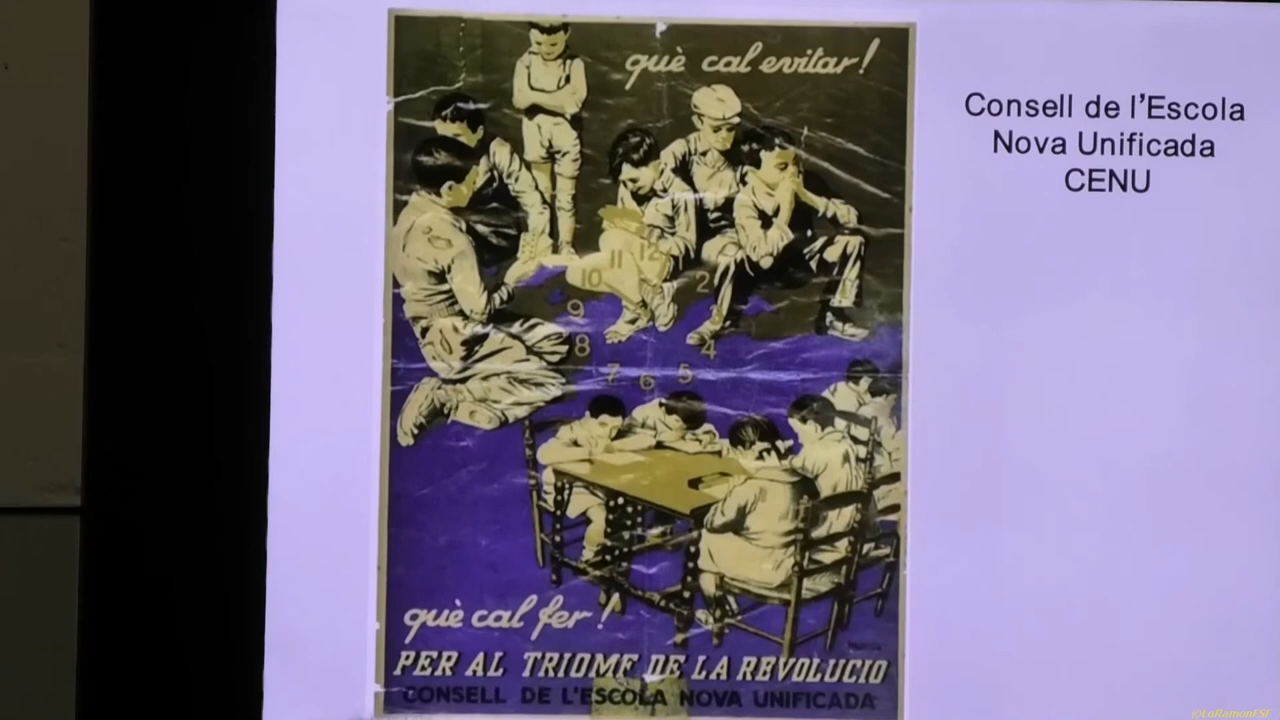 què cal evitar!
Consell de l'Escola
Nova Unificada
CENU
11 12
10 2
9
8 4
7 6 5
què cal fer!
PER AL TRIOMF DE LA REVOLUCIO
CONSELL DE L'ESCOLA NOVA UNIFICADA
©LoRamonFSF